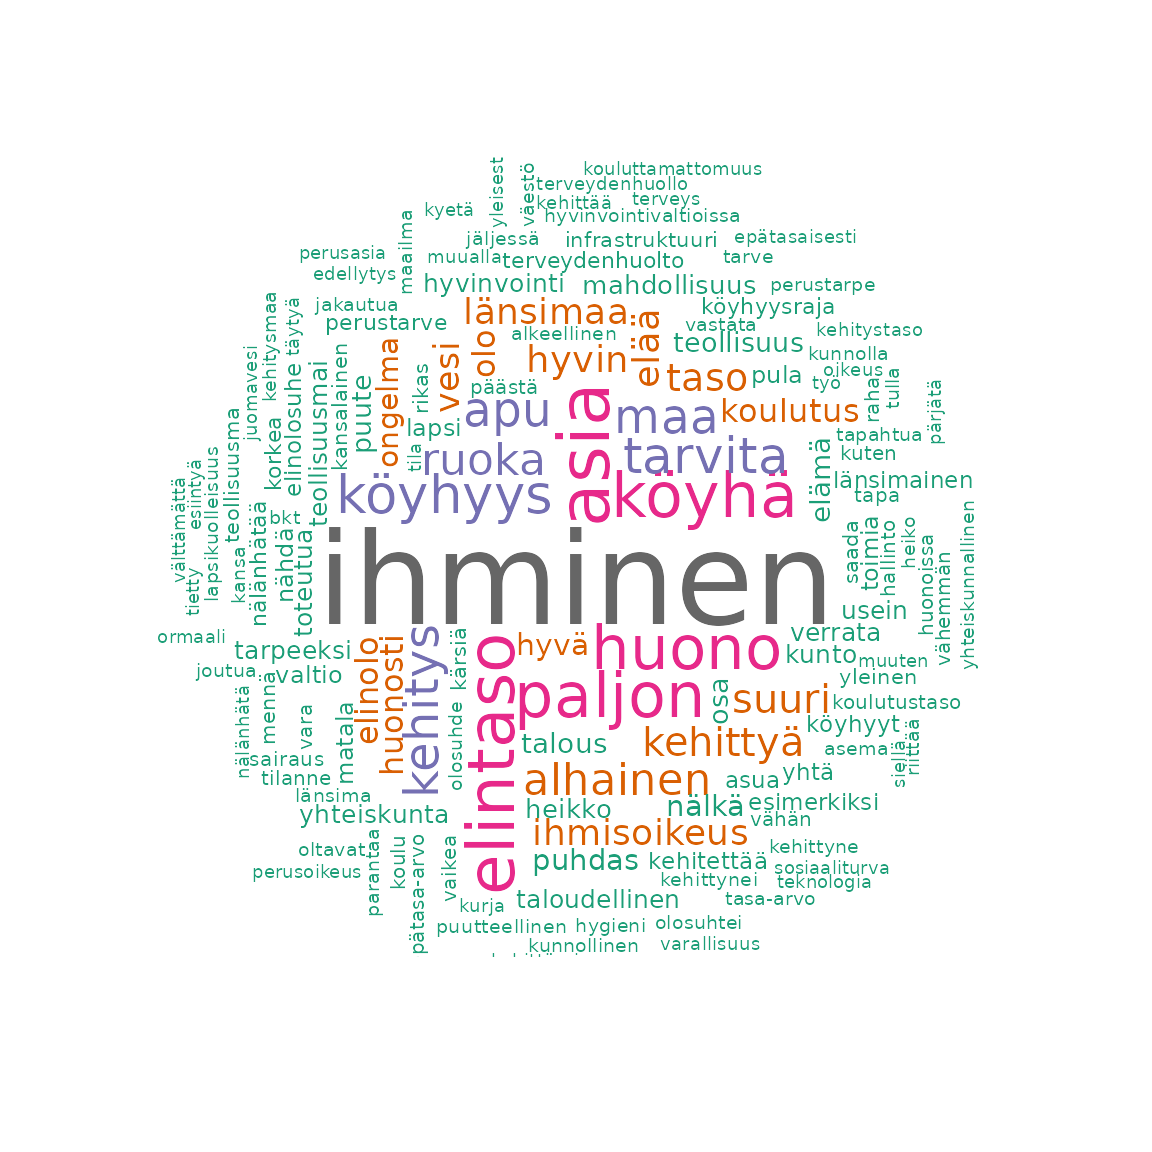 kouluttamattomuus
yleisest
väestö
terveydenhuollo
kehittää
terveys
kyetä
hyvinvointivaltioissa
maailma
jäljessä
infrastruktuuri
epätasaisesti
perusasia
muualla
terveydenhuolto
tarve
edellytys
hyvinvointi
mahdollisuus
perustarpe
kehitysmaa
täytyä
jakautua
länsimaa
köyhyysraja
perustarve
alkeellinen
elää
vastata
kehitystaso
juomavesi
kansalainen
ongelma
vesi
olo
hyvin
teollisuus
kunnolla
elinolosuhe
teollisuusmai
puute
rikas
päästä
taso
pula
työ
oikeus
raha
tulla
pärjätä
teollisuusma
korkea
lapsi
apu
asia
maa
koulutus
tapahtua
välttämättä
esiintyä
lapsikuolleisuus
tila
ruoka
tarvita
elämä
kuten
länsimainen
köyhyys
köyhä
tapa
bkt
nälänhätää
nähdä
toteutua
kansa
tietty
ihminen
saada
toimia
hallinto
heiko
huonoissa
vähemmän
yhteiskunnallinen
usein
ormaali
tarpeeksi
elinolo
huonosti
kehitys
kärsiä
elintaso
hyvä
huono
verrata
kunto
muuten
joutua
valtio
menna
yleinen
nälänhätä
vara
matala
olosuhde
paljon
osa
suuri
koulutustaso
köyhyyt
talous
kehittyä
asema
siellä
riittää
sairaus
tilanne
alhainen
asua
yhtä
länsima
yhteiskunta
heikko
nälkä
esimerkiksi
vähän
ihmisoikeus
oltavat
parantaa
koulu
pätasa-arvo
vaikea
puhdas
kehitettää
kehittyne
perusoikeus
sosiaaliturva
kehittynei
teknologia
kurja
taloudellinen
tasa-arvo
puutteellinen
hygieni
olosuhtei
kunnollinen
varallisuus